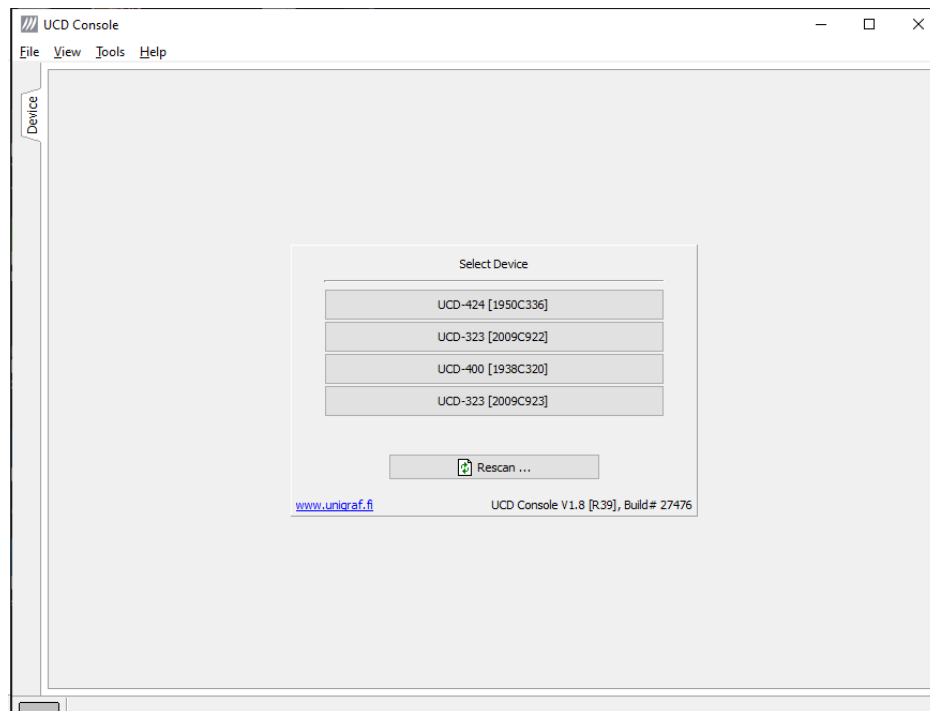 UCD Console
File View Tools Help
Device
Select Device
UCD-424 [1950C336]
UCD-323 [2009C922]
UCD-400 [1938C320]
UCD-323 [2009C923]
Rescan ...
www.unigraf.fi UCD Console V1.8 [R39], Build# 27476